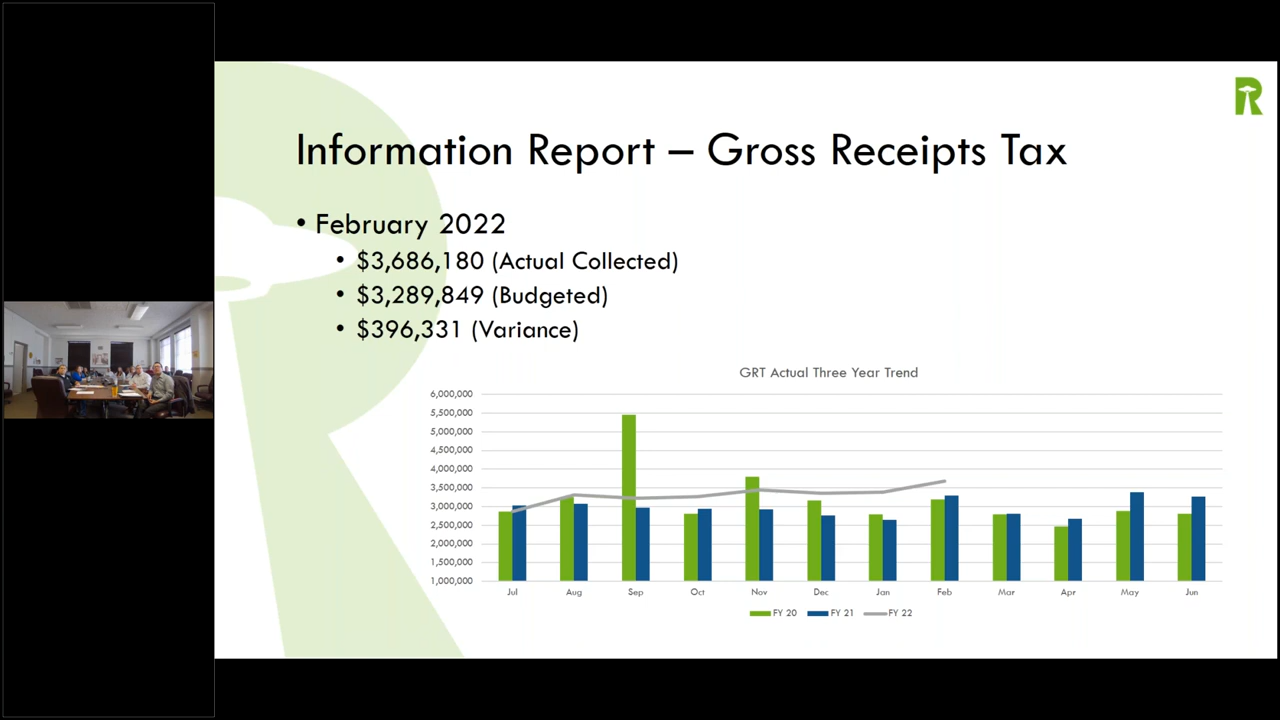 R
Information Report – Gross Receipts Tax
• February 2022
• $3,686,180 (Actual Collected)
• $3,289,849 (Budgeted)
• $396,331 (Variance)
GRT Actual Three Year Trend
6,000,000
5,500,000
5,000,000
4,500,000
4,000,000
3,500,000
3,000,000
2,500,000
2,000,000
1,500,000
1,000,000
Jul Aug Sep Oct Nov Dec Jan Feb Mar Apr May Jun
FY 20 FY 21 FY 22